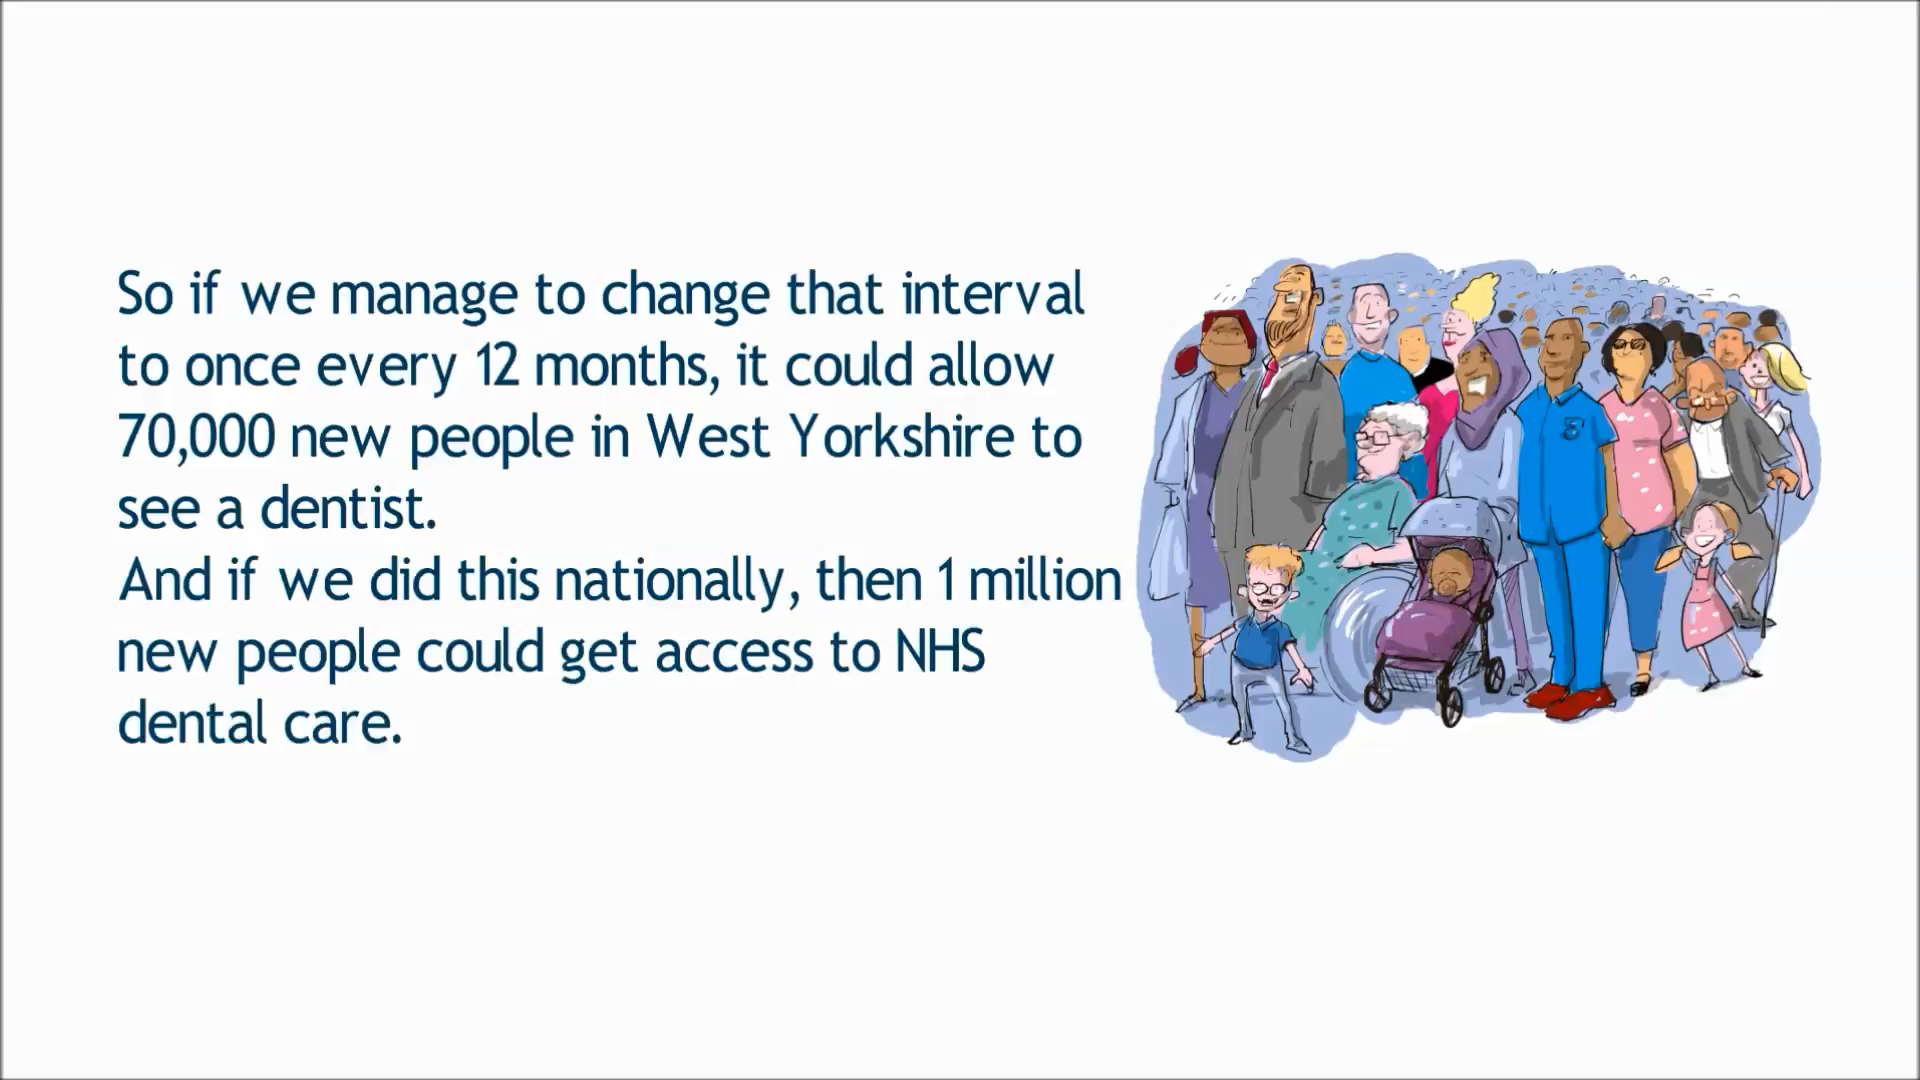 So if we manage to change that interval
to once every 12 months, it could allow
70,000 new people in West Yorkshire to
see a dentist.
And if we did this nationally, then 1 million
new people could get access to NHS
dental care.